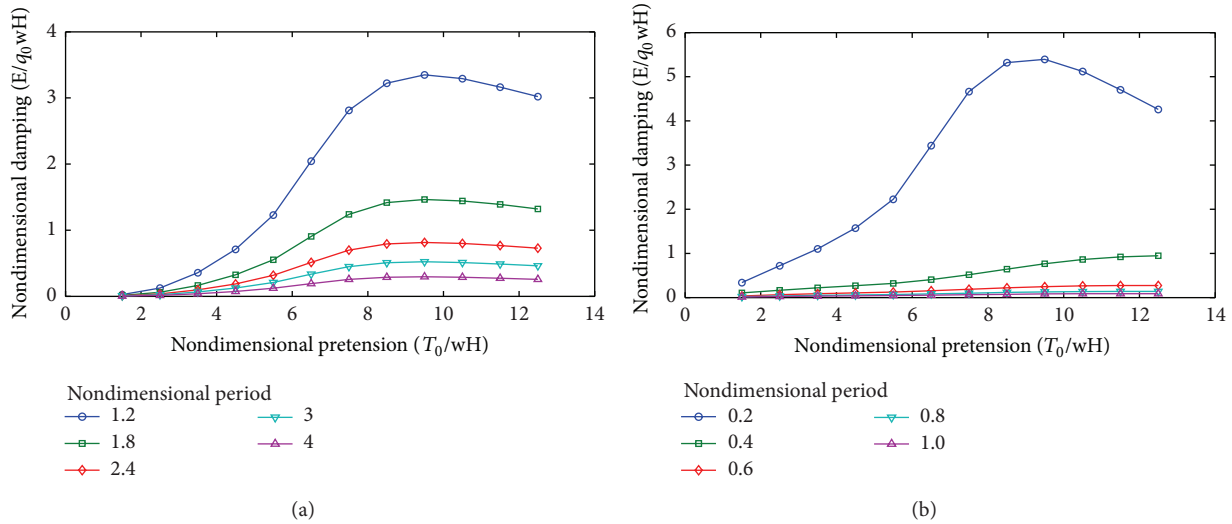 Nondimensional damping (E/q₀wH)
4
3
2
1
0
0 2 4 6 8 10 12 14
Nondimensional pretension (T₀/wH)
Nondimensional period
1.2 3
1.8 4
2.4
(a)
Nondimensional damping (E/q₀wH)
6
5
4
3
2
1
0
0 2 4 6 8 10 12 14
Nondimensional pretension (T₀/wH)
Nondimensional period
0.2 0.8
0.4 1.0
0.6
(b)